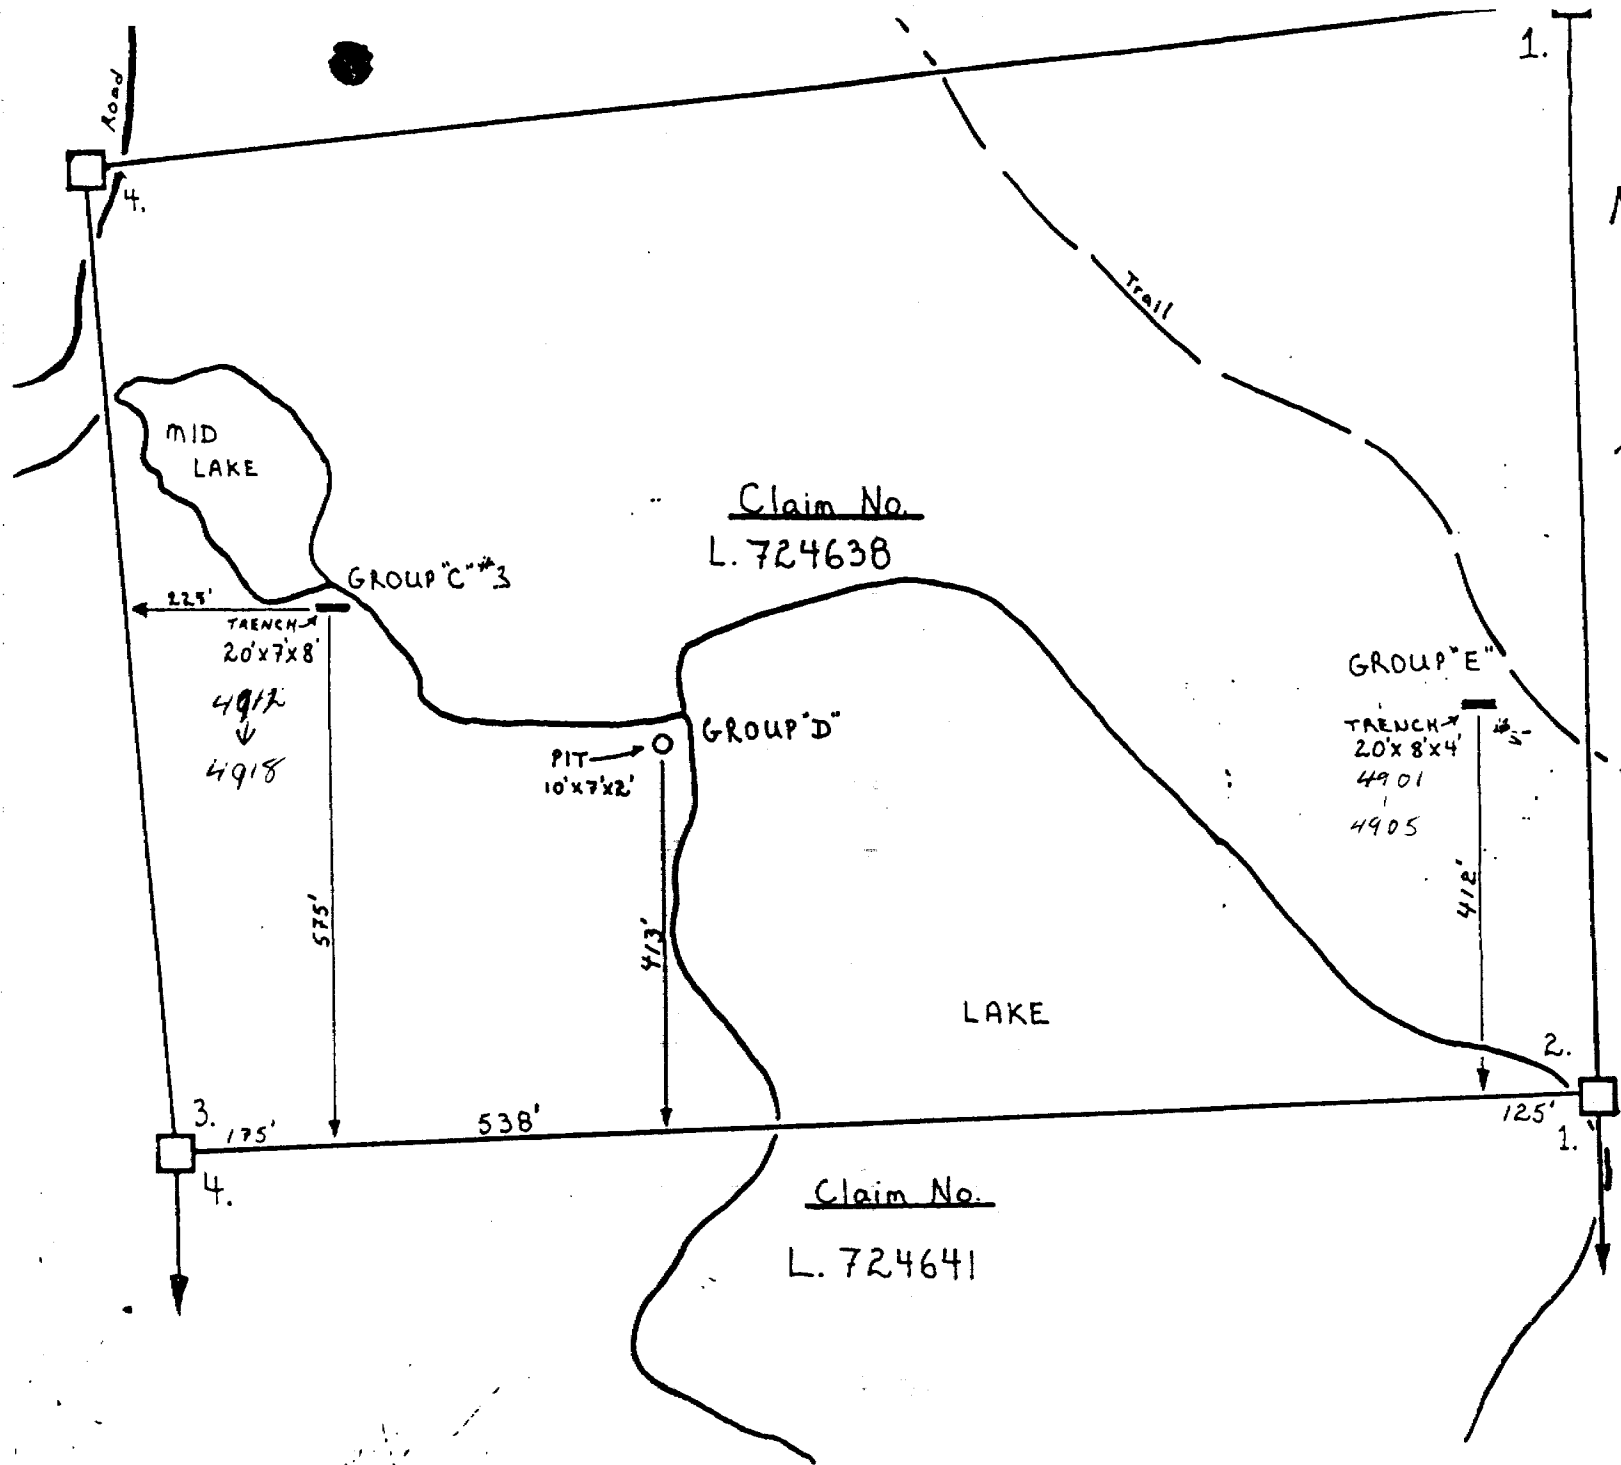 Road
1.
4.
Trail
MID
LAKE
Claim No.
L. 724638
GROUP "C" #3
225'
TRENCH
20'x7'x8'
4912
4918
GROUP "E"
TRENCH
#5
20'x8'x4'
4901
4905
GROUP "D"
PIT
10'x7'x2'
575'
413'
412'
LAKE
2.
3.
175'
538'
125'
1.
4.
Claim No.
L. 724641